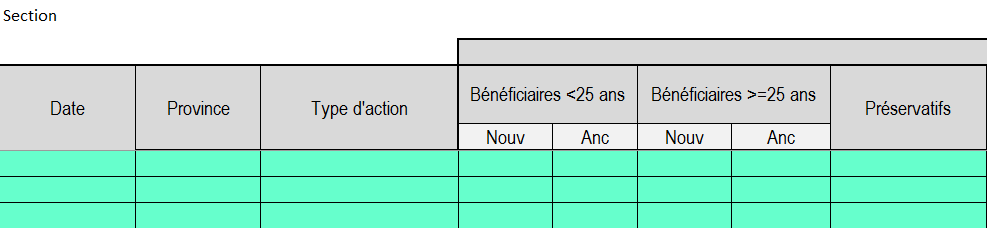 Section
Date Province Type d'action Bénéficiaires <25 ans Bénéficiaires >=25 ans Préservatifs
Nouv Anc Nouv Anc